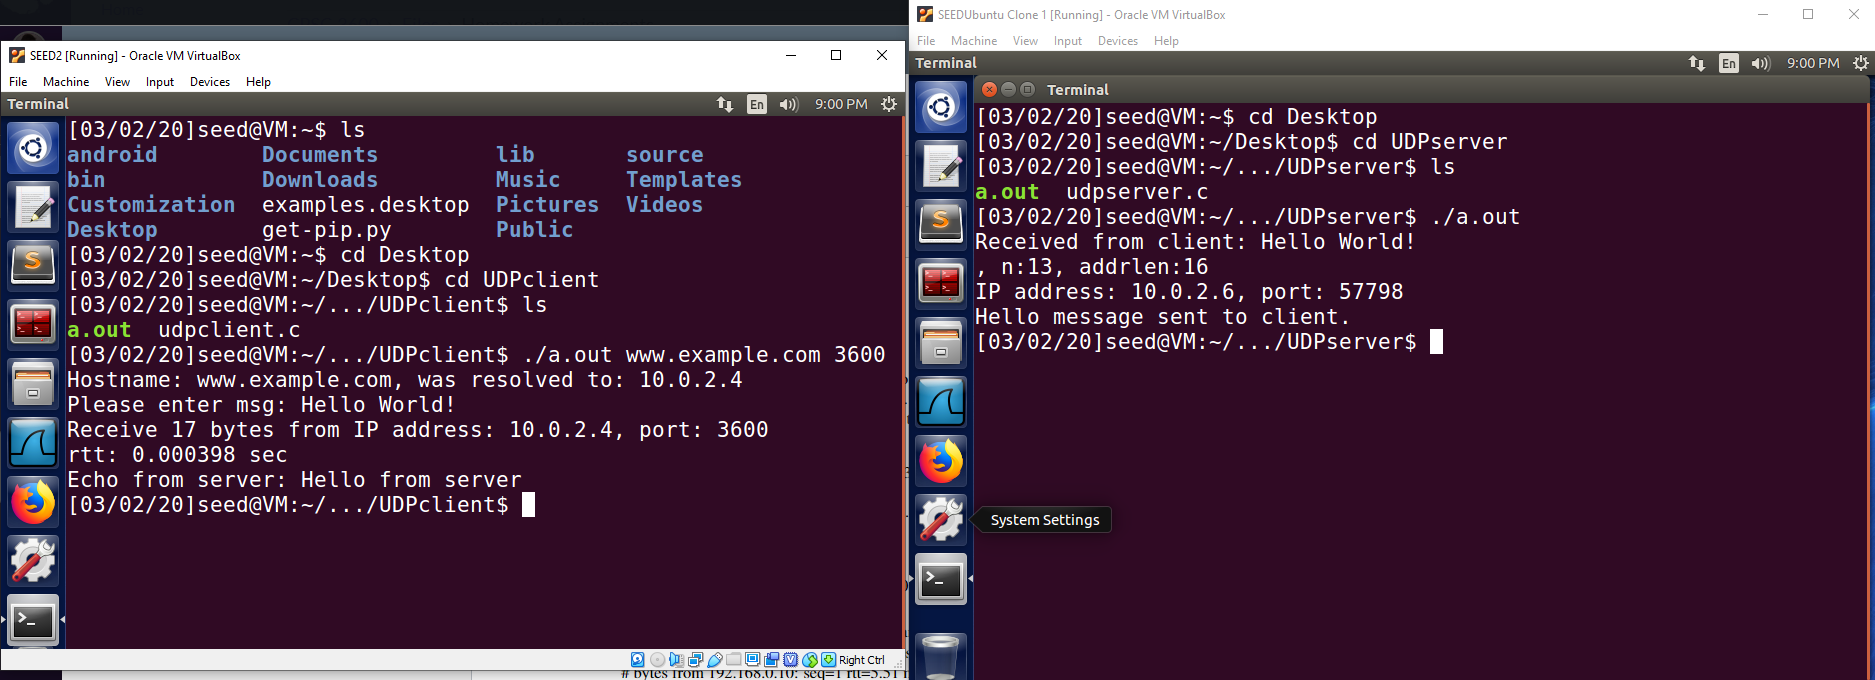 SEED2 [Running] - Oracle VM VirtualBox
File Machine View Input Devices Help
Terminal En 9:00 PM
[03/02/20]seed@VM:~$ ls
android Documents lib source
bin Downloads Music Templates
Customization examples.desktop Pictures Videos
Desktop get-pip.py Public
[03/02/20]seed@VM:~$ cd Desktop
[03/02/20]seed@VM:~/Desktop$ cd UDPclient
[03/02/20]seed@VM:~/.../UDPclient$ ls
a.out udpclient.c
[03/02/20]seed@VM:~/.../UDPclient$ ./a.out www.example.com 3600
Hostname: www.example.com, was resolved to: 10.0.2.4
Please enter msg: Hello World!
Receive 17 bytes from IP address: 10.0.2.4, port: 3600
rtt: 0.000398 sec
Echo from server: Hello from server
[03/02/20]seed@VM:~/.../UDPclient$
Right Ctrl
# bytes from 192.168.0.10: seq=1 rtt=5.51
SEEDUbuntu Clone 1 [Running] - Oracle VM VirtualBox
File Machine View Input Devices Help
Terminal En 9:00 PM
Terminal
[03/02/20]seed@VM:~$ cd Desktop
[03/02/20]seed@VM:~/Desktop$ cd UDPserver
[03/02/20]seed@VM:~/.../UDPserver$ ls
a.out udpserver.c
[03/02/20]seed@VM:~/.../UDPserver$ ./a.out
Received from client: Hello World!
, n:13, addrlen:16
IP address: 10.0.2.6, port: 57798
Hello message sent to client.
[03/02/20]seed@VM:~/.../UDPserver$
System Settings